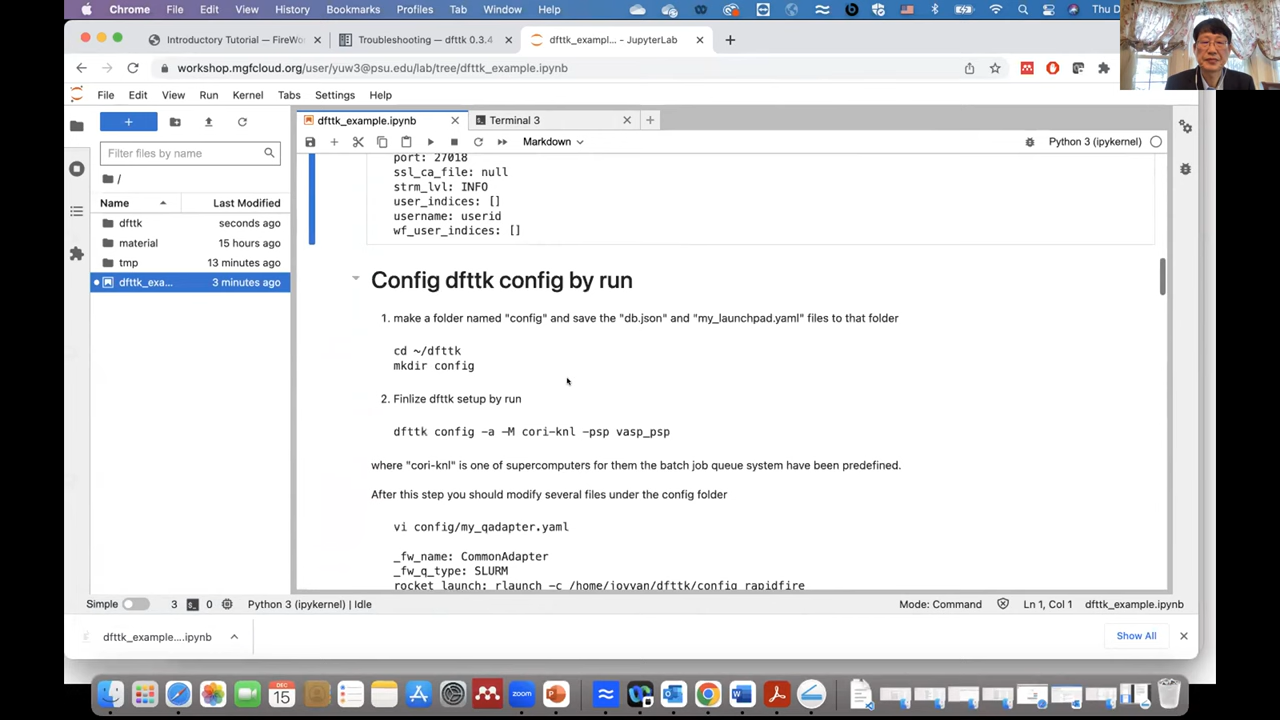 Chrome File Edit View History Bookmarks Profiles Tab Window Help
Thu D
Introductory Tutorial — FireWo
Troubleshooting — dfttk 0.3.4
dfttk_exampl... - JupyterLab
workshop.mgfcloud.org/user/yuw3@psu.edu/lab/tree/dfttk_example.ipynb
File Edit View Run Kernel Tabs Settings Help
dfttk_example.ipynb
Terminal 3
Filter files by name
Markdown
Python 3 (ipykernel)
/
Name Last Modified
dfttk seconds ago
material 15 hours ago
tmp 13 minutes ago
dfttk_exa... 3 minutes ago
port: 27018
ssl_ca_file: null
strm_lvl: INFO
user_indices: []
username: userid
wf_user_indices: []
Config dfttk config by run
1. make a folder named "config" and save the "db.json" and "my_launchpad.yaml" files to that folder
cd ~/dfttk
mkdir config
2. Finlize dfttk setup by run
dfttk config -a -M cori-knl -psp vasp_psp
where "cori-knl" is one of supercomputers for them the batch job queue system have been predefined.
After this step you should modify several files under the config folder
vi config/my_qadapter.yaml
_fw_name: CommonAdapter
_fw_q_type: SLURM
rocket_launch: rlaunch -c /home/jovyan/dfttk/config rapidfire
Simple 3 0 Python 3 (ipykernel) | Idle
Mode: Command Ln 1, Col 1 dfttk_example.ipynb
dfttk_example....ipynb
Show All
DEC
15
zoom